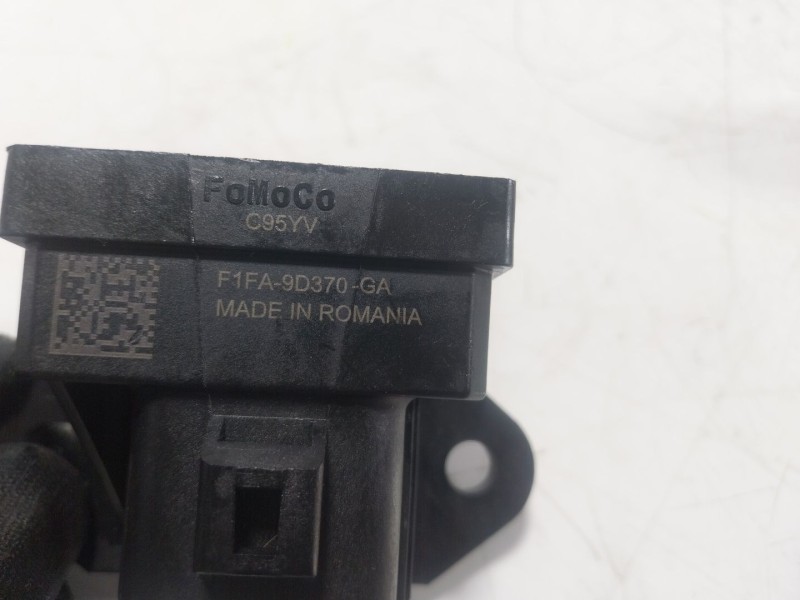 FoMoCo
C95YV
F1FA-9D370-GA
MADE IN ROMANIA